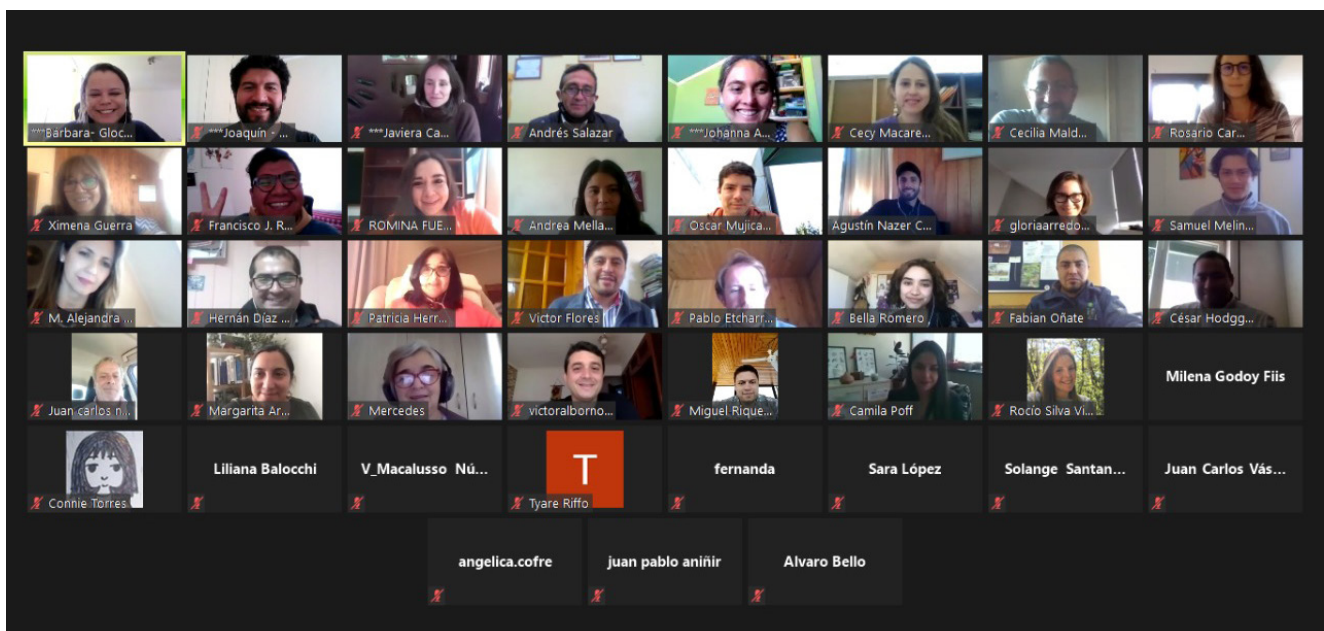 ***Bárbara- Gloc...
***Joaquín - ...
***Javiera Ca...
Andrés Salazar
***Johanna A...
Cecy Macare...
Cecilia Mald...
Rosario Car...
Ximena Guerra
Francisco J. R...
ROMINA FUE...
Andrea Mella...
Oscar Mujica...
Agustín Nazer C...
gloriaarredo...
Samuel Melin...
M. Alejandra ...
Hernán Díaz ...
Patricia Herr...
Victor Flores
Pablo Etcharr...
Bella Romero
Fabian Oñate
César Hodgg...
Juan carlos n...
Margarita Ar...
Mercedes
victoralborno...
Miguel Rique...
Camila Poff
Rocío Silva Vi...
Milena Godoy Fiis
Connie Torres
Liliana Balocchi
V_Macalusso Nú...
T
Tyare Riffo
fernanda
Sara López
Solange Santan...
Juan Carlos Vás...
angelica.cofre
juan pablo aniñir
Alvaro Bello